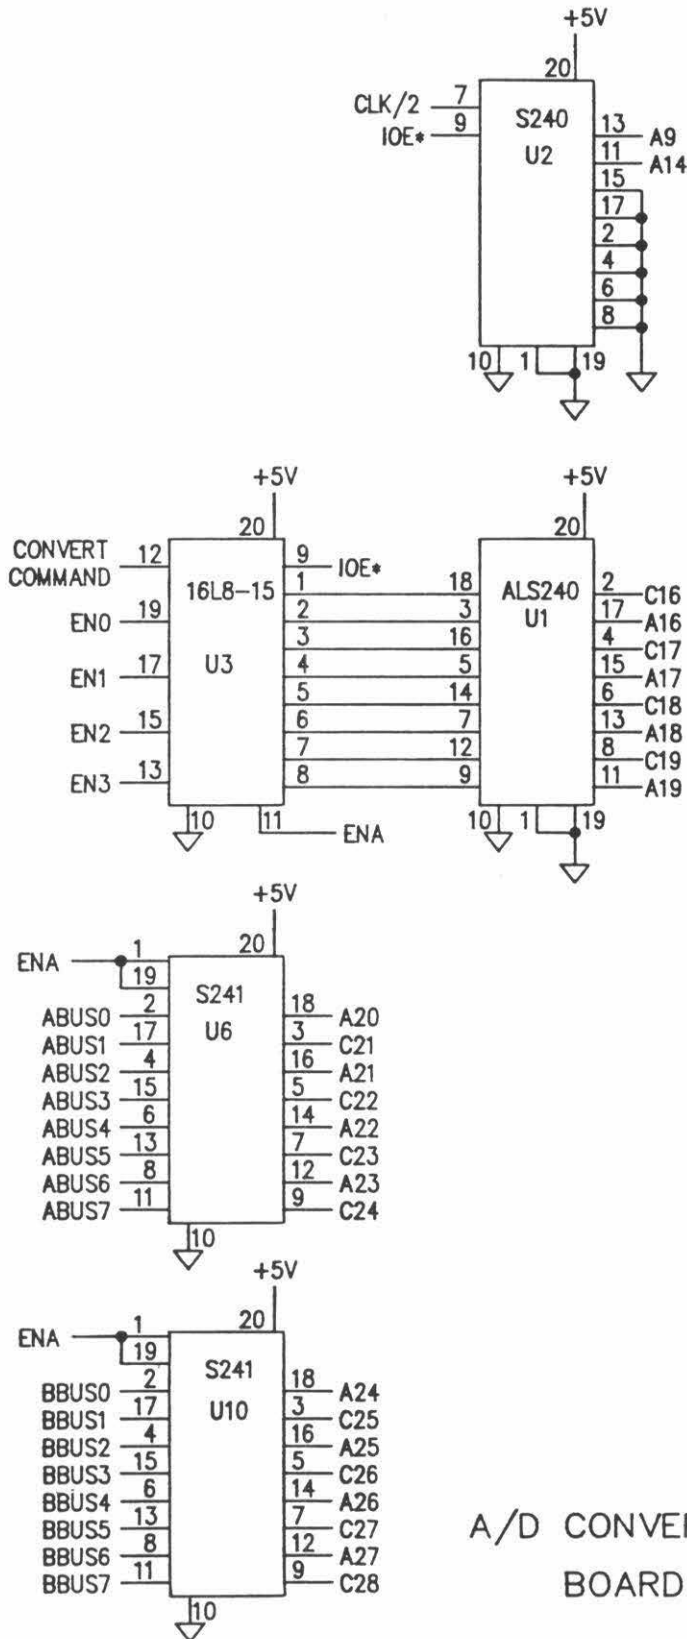 +5V
20
CLK/2 7 S240 13 A9
IOE* 9 U2 11 A14
15
17
2
4
6
8
10 1 19
+5V +5V
20 20
CONVERT COMMAND 12 16L8-15 9 IOE*
1 18 ALS240 2 C16
EN0 19 2 3 U1 17 A16
3 16 4 C17
EN1 17 U3 4 5 15 A17
5 14 6 C18
EN2 15 6 7 13 A18
7 12 8 C19
EN3 13 8 9 11 A19
10 11 ENA 10 1 19
+5V
ENA 1 20
19 S241
ABUS0 2 U6 18 A20
ABUS1 17 3 C21
ABUS2 4 16 A21
ABUS3 15 5 C22
ABUS4 6 14 A22
ABUS5 13 7 C23
ABUS6 8 12 A23
ABUS7 11 9 C24
10
+5V
ENA 1 20
19 S241
BBUS0 2 18 A24
BBUS1 17 U10 3 C25
BBUS2 4 16 A25
BBUS3 15 5 C26
BBUS4 6 14 A26
BBUS5 13 7 C27
BBUS6 8 12 A27
BBUS7 11 9 C28
10
A/D CONVE
BOARD